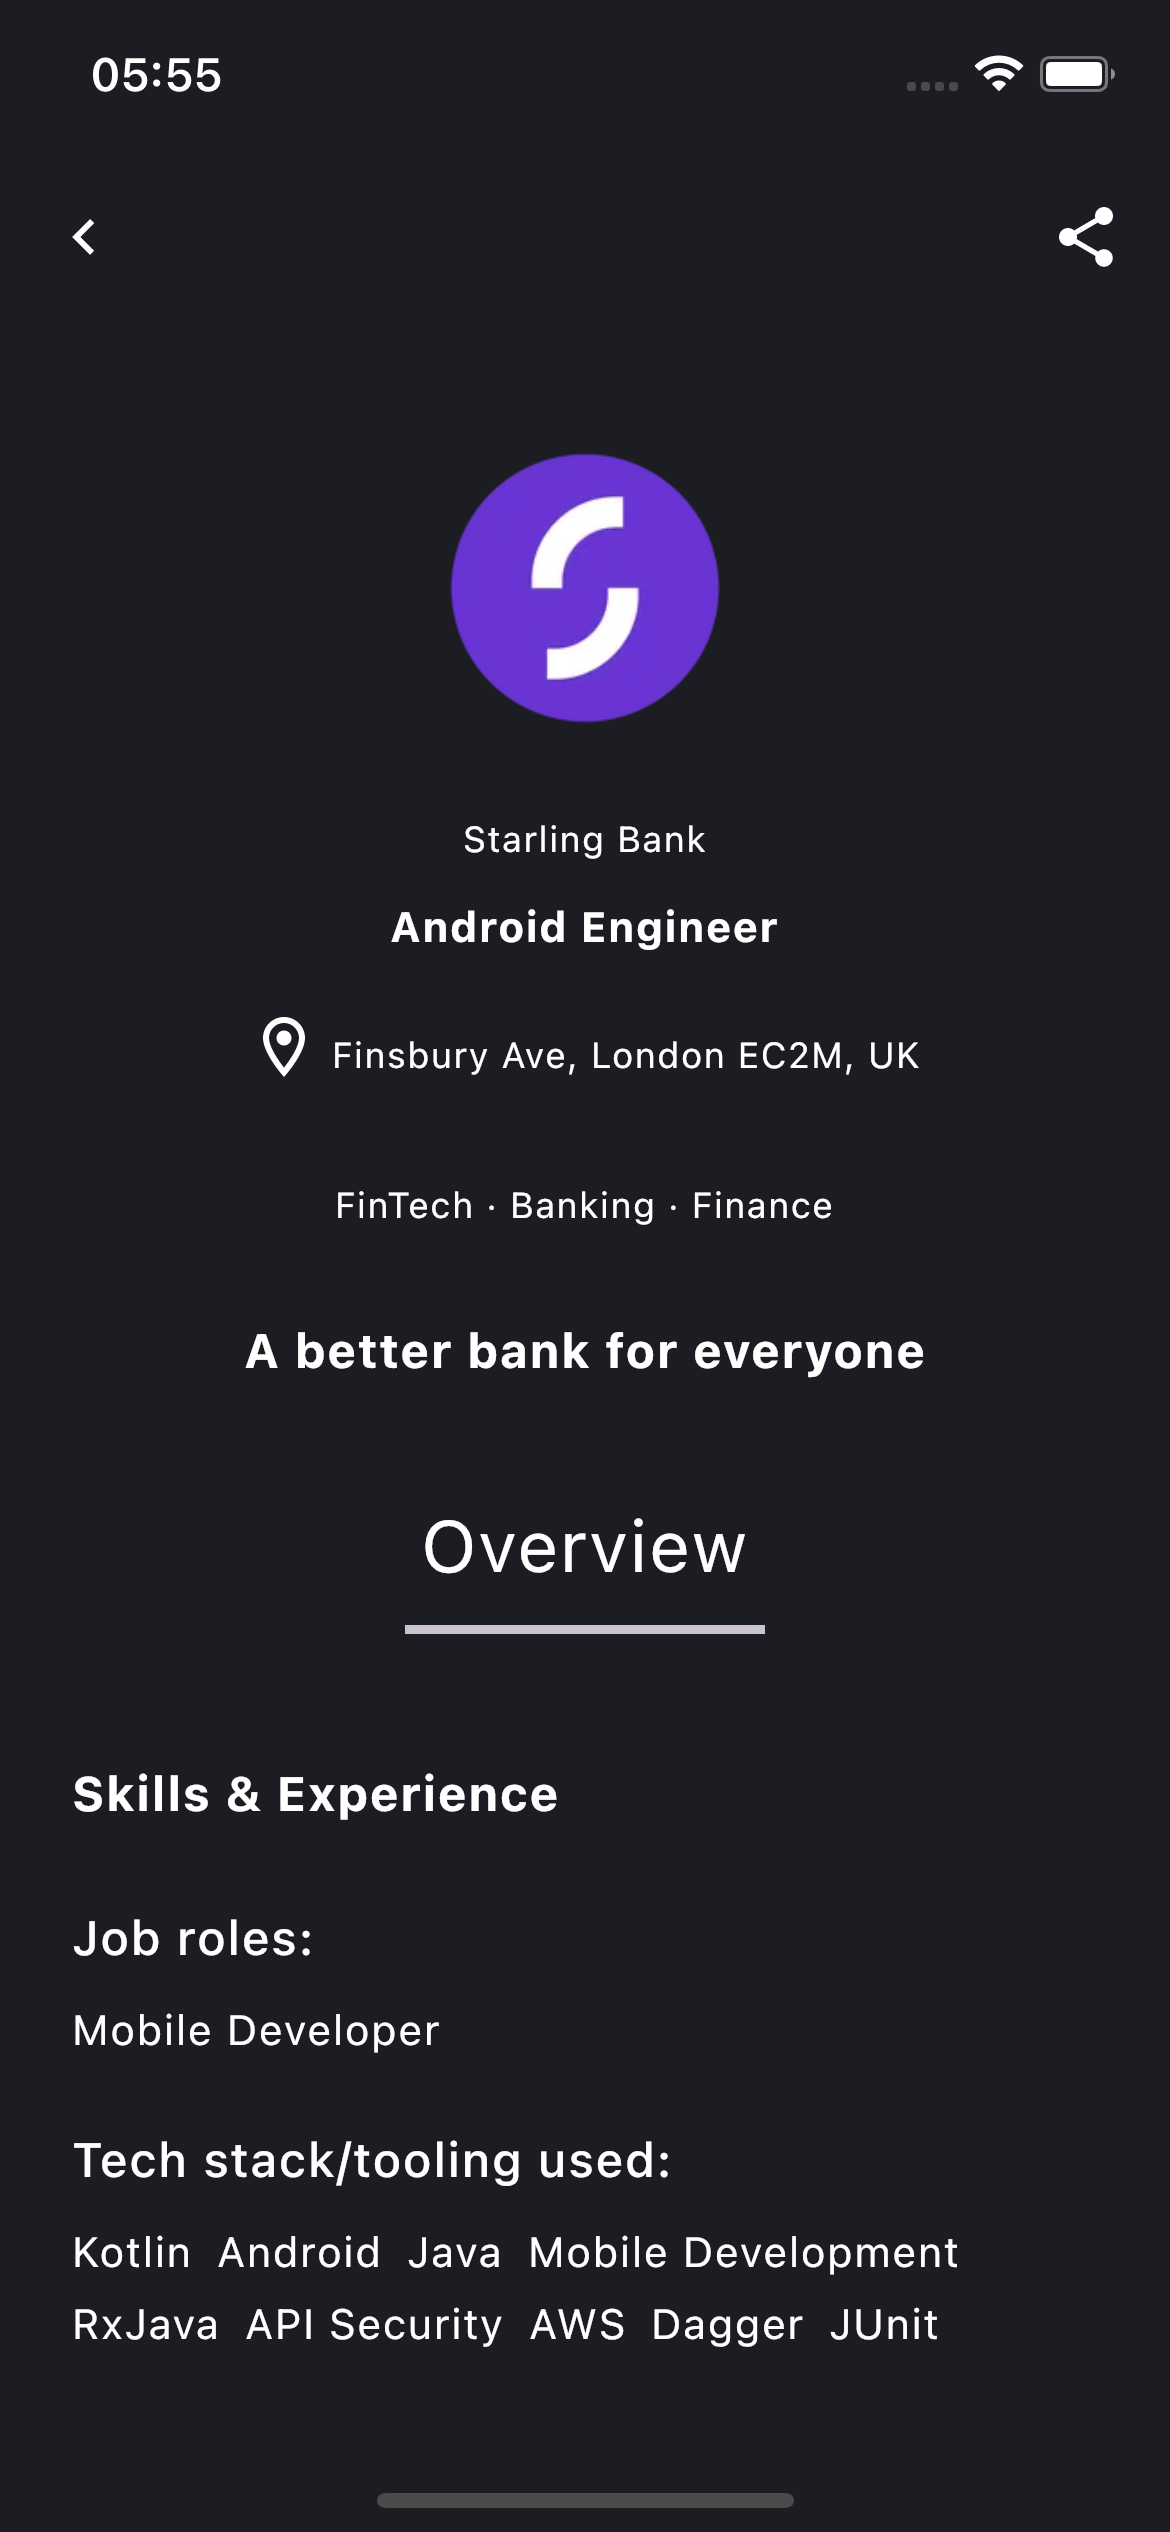 05:55
Starling Bank
Android Engineer
Finsbury Ave, London EC2M, UK
FinTech · Banking · Finance
A better bank for everyone
Overview
Skills & Experience
Job roles:
Mobile Developer
Tech stack/tooling used:
Kotlin Android Java Mobile Development
RxJava API Security AWS Dagger JUnit